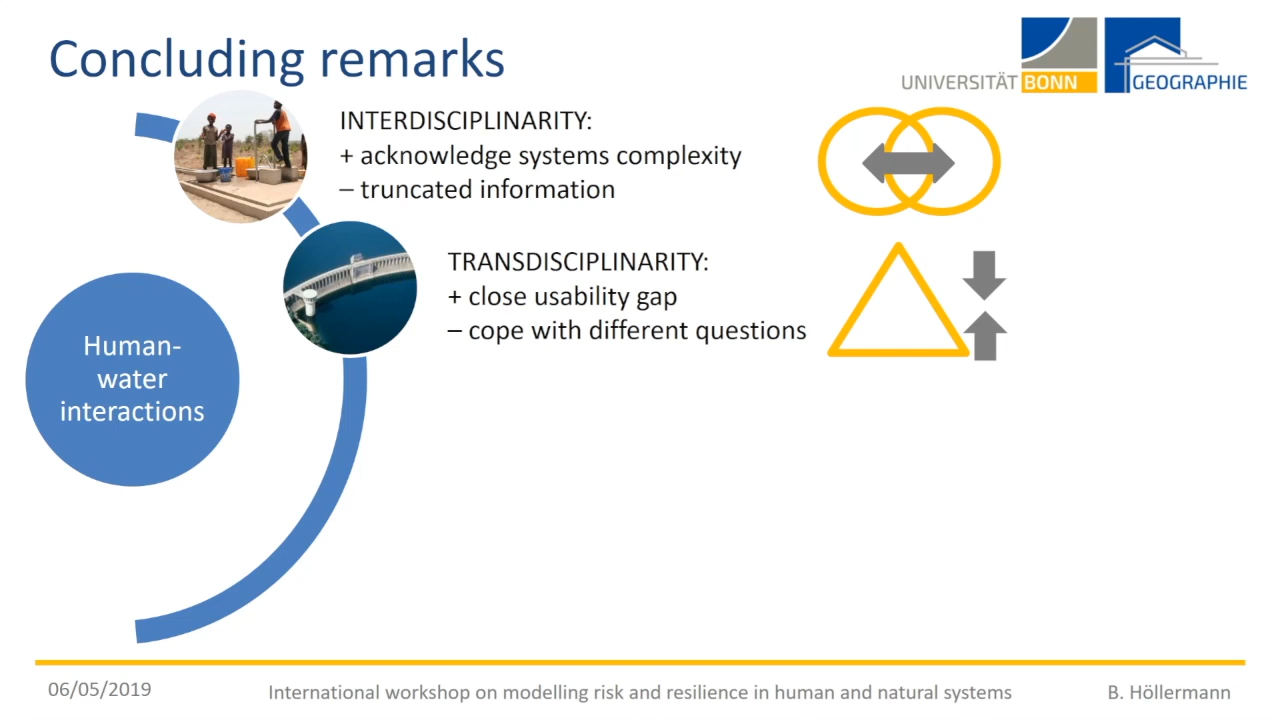 Concluding remarks
UNIVERSITÄT BONN
GEOGRAPHIE
INTERDISCIPLINARITY:
+ acknowledge systems complexity
– truncated information
TRANSDISCIPLINARITY:
+ close usability gap
– cope with different questions
Human-
water
interactions
06/05/2019
International workshop on modelling risk and resilience in human and natural systems
B. Höllermann